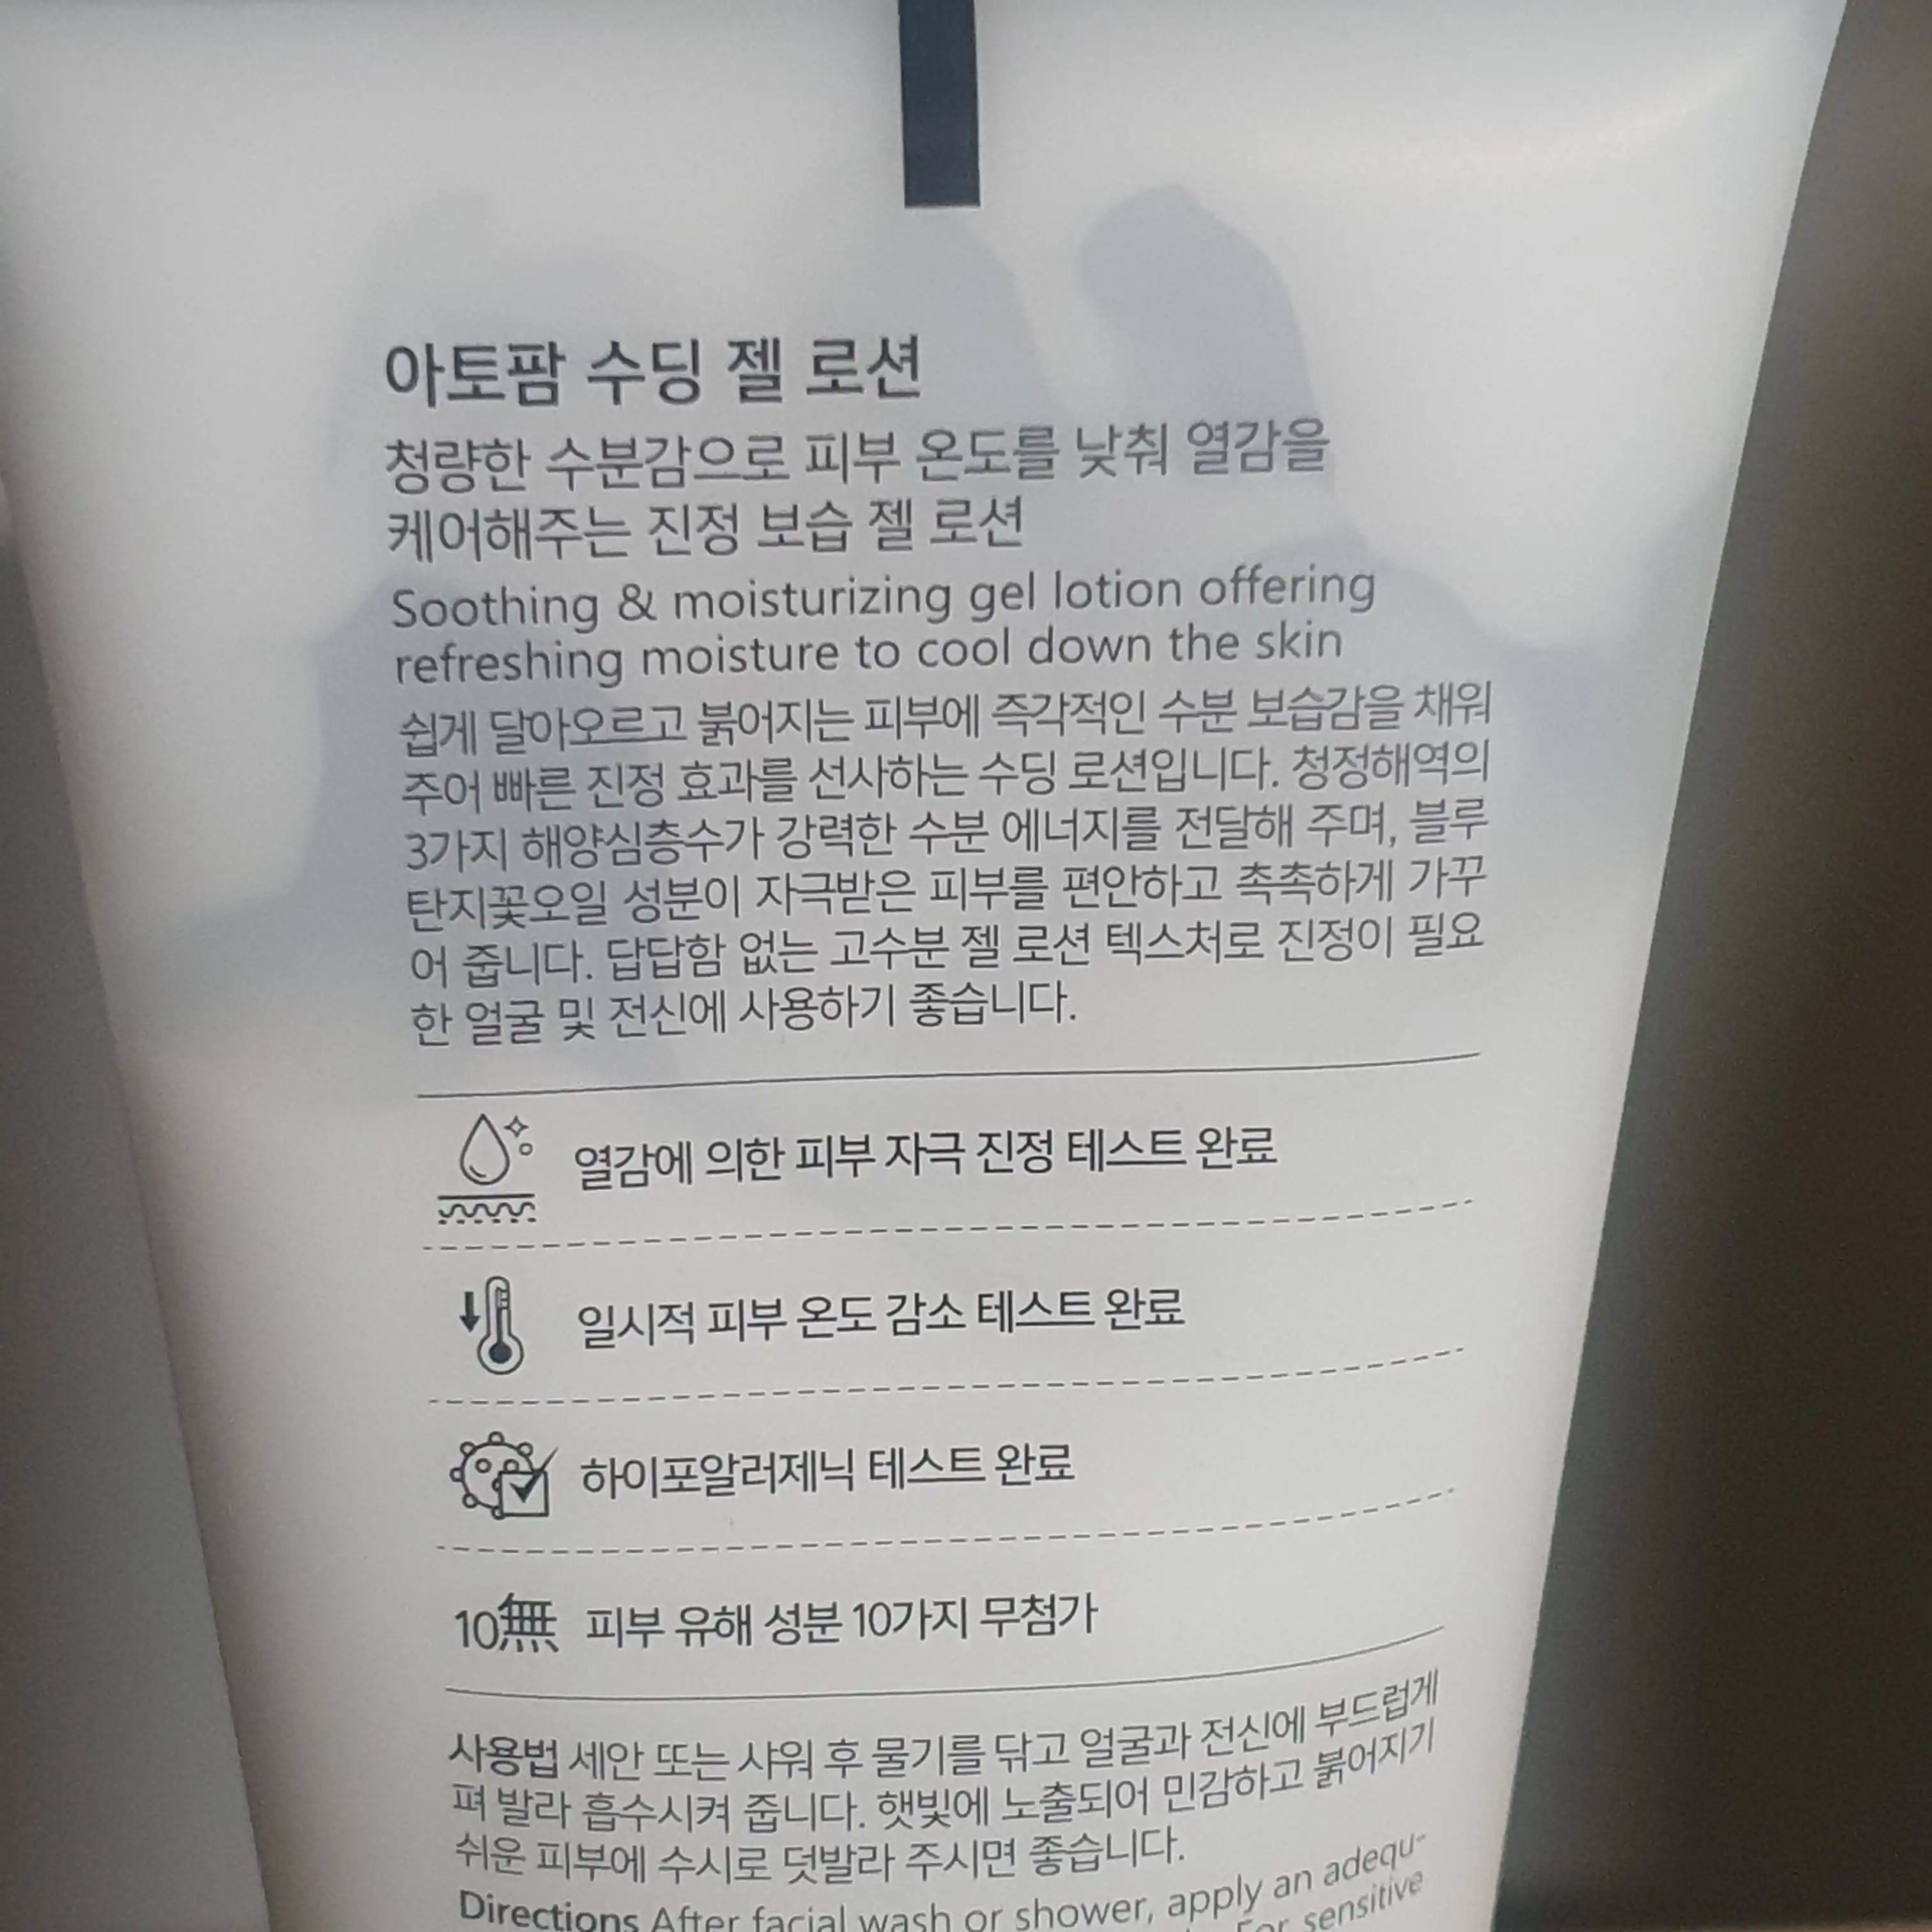 아토팜 수딩 젤 로션
청량한 수분감으로 피부 온도를 낮춰 열감을
케어해주는 진정 보습 젤 로션
Soothing & moisturizing gel lotion offering
refreshing moisture to cool down the skin
쉽게 달아오르고 붉어지는 피부에 즉각적인 수분 보습감을 채워
주어 빠른 진정 효과를 선사하는 수딩 로션입니다. 청정해역의
3가지 해양심층수가 강력한 수분 에너지를 전달해 주며, 블루
탄지꽃오일 성분이 자극받은 피부를 편안하고 촉촉하게 가꾸
어 줍니다. 답답함 없는 고수분 젤 로션 텍스처로 진정이 필요
한 얼굴 및 전신에 사용하기 좋습니다.
열감에 의한 피부 자극 진정 테스트 완료
일시적 피부 온도 감소 테스트 완료
하이포알러제닉 테스트 완료
10無 피부 유해 성분 10가지 무첨가
사용법 세안 또는 샤워 후 물기를 닦고 얼굴과 전신에 부드럽게
펴 발라 흡수시켜 줍니다. 햇빛에 노출되어 민감하고 붉어지기
쉬운 피부에 수시로 덧발라 주시면 좋습니다.
Directions After facial wash or shower, apply an adequ-
For sensitive